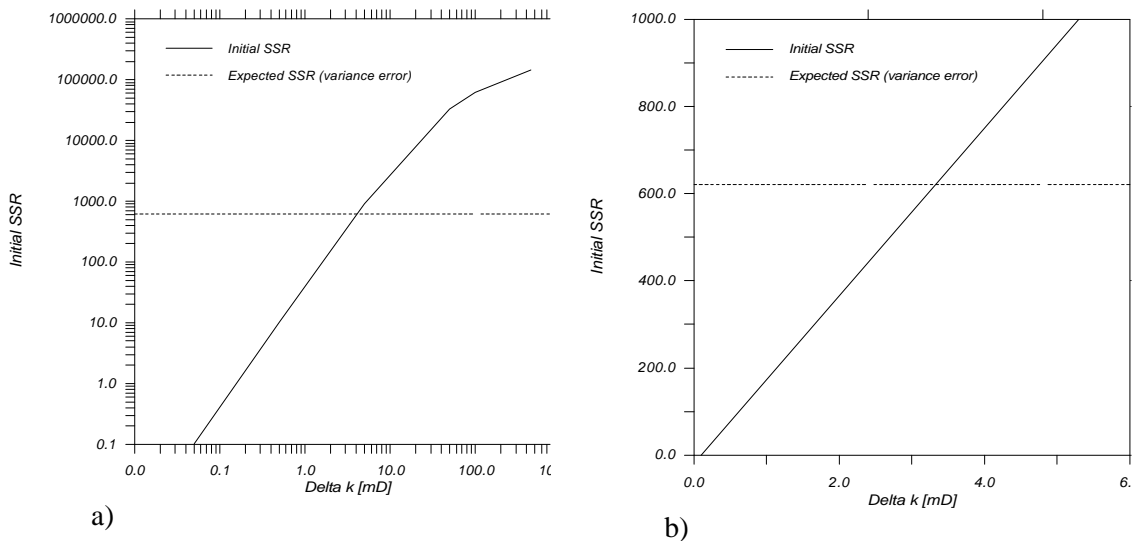 1000000.0
100000.0
10000.0
1000.0
100.0
10.0
1.0
0.1
Initial SSR
Initial SSR
Expected SSR (variance error)
0.0 0.1 1.0 10.0 100.0
Delta k [mD]
a)
1000.0
800.0
600.0
400.0
200.0
0.0
Initial SSR
Initial SSR
Expected SSR (variance error)
0.0 2.0 4.0 6.
Delta k [mD]
b)